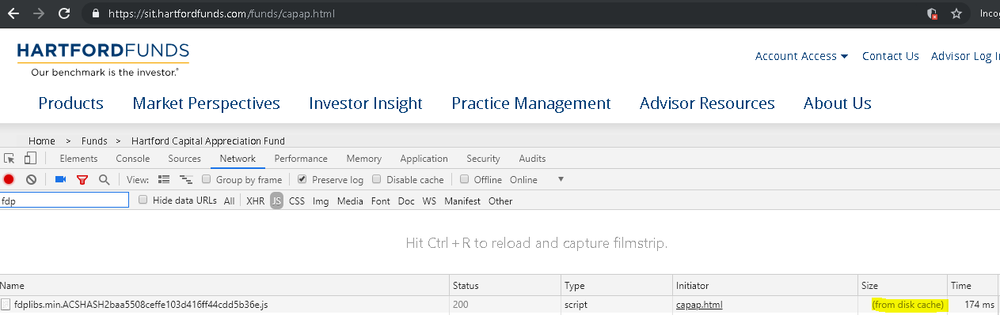 https://sit.hartfordfunds.com/funds/capap.html Incog
HARTFORDFUNDS
Our benchmark is the investor.®
Account Access Contact Us Advisor Log In
Products Market Perspectives Investor Insight Practice Management Advisor Resources About Us
Home > Funds > Hartford Capital Appreciation Fund
Elements Console Sources Network Performance Memory Application Security Audits
View: Group by frame Preserve log Disable cache Offline Online
fdp Hide data URLs All XHR JS CSS Img Media Font Doc WS Manifest Other
Hit Ctrl + R to reload and capture filmstrip.
Name Status Type Initiator Size Time
fdplibs.min.ACSHASH2baa5508ceffe103d416ff44cdd5b36e.js 200 script capap.html (from disk cache) 174 ms